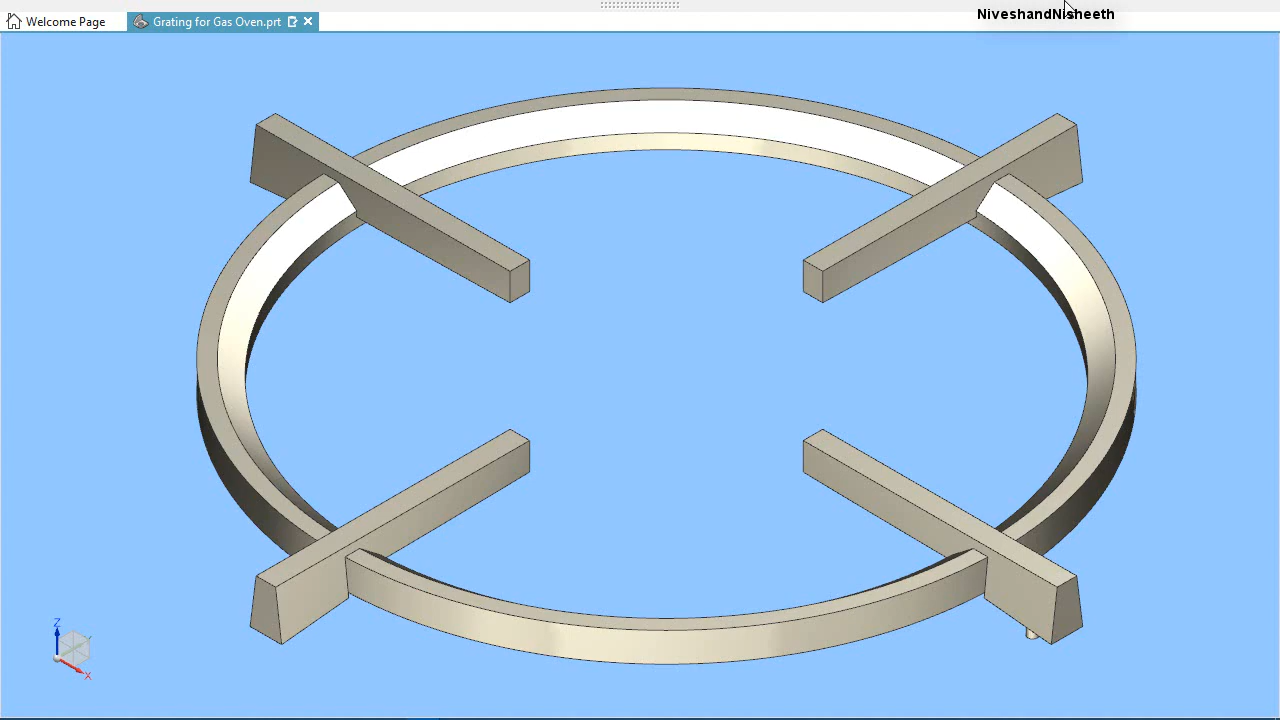 NiveshandNisheeth
Welcome Page
Grating for Gas Oven.prt
Z
Y
X